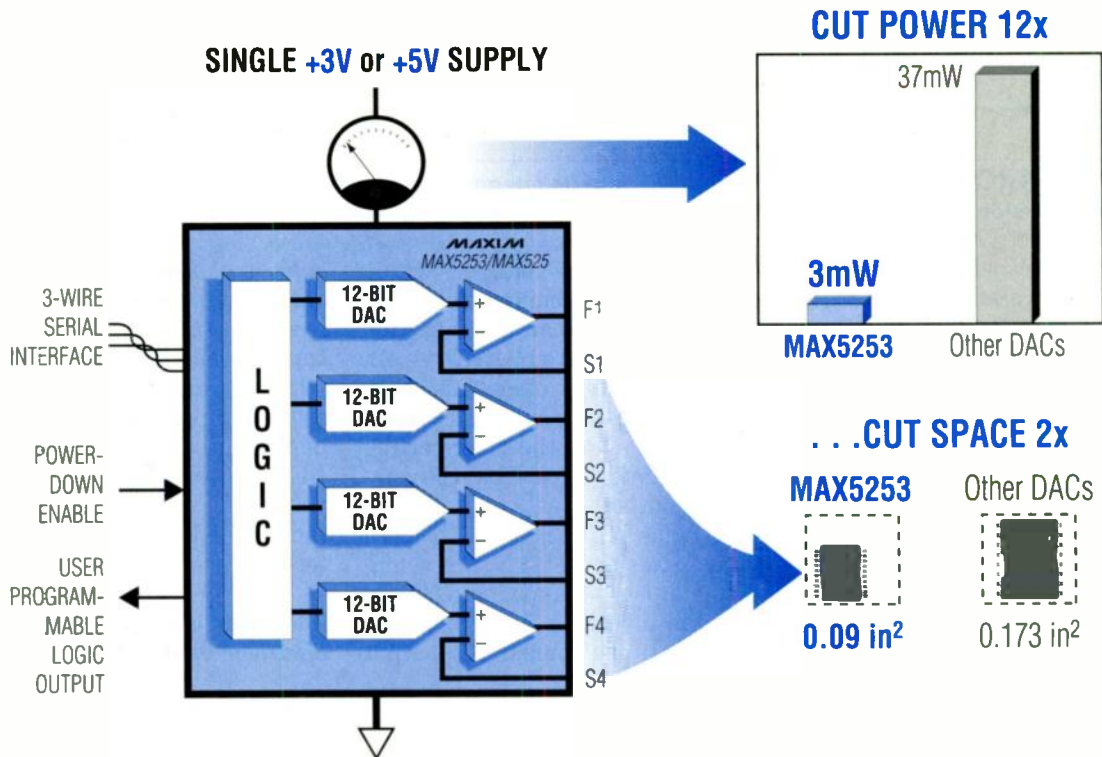 SINGLE +3V or +5V SUPPLY
CUT POWER 12x
37mW
3mW
MAX5253
Other DACs
MAXIM
MAX5253/MAX525
3-WIRE
SERIAL
INTERFACE
POWER-
DOWN
ENABLE
USER
PROGRAM-
MABLE
LOGIC
OUTPUT
LOGIC
12-BIT
DAC
+
−
F1
S1
12-BIT
DAC
+
−
F2
S2
12-BIT
DAC
+
−
F3
S3
12-BIT
DAC
+
−
F4
S4
. . .CUT SPACE 2x
MAX5253
Other DACs
0.09 in²
0.173 in²